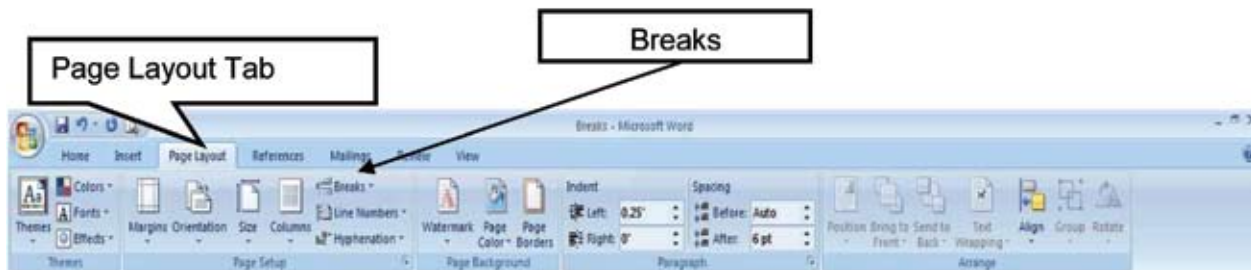 Breaks
Page Layout Tab
Breaks - Microsoft Word
Home Insert Page Layout References Mailings Review View
Colors Breaks Indent Spacing
Fonts Line Numbers Left: 0.25" Before: Auto
Themes Effects Margins Orientation Size Columns Hyphenation Watermark Page Color Page Borders Right: 0" After: 6 pt Position Bring to Front Send to Back Text Wrapping Align Group Rotate
Themes Page Setup Page Background Paragraph Arrange